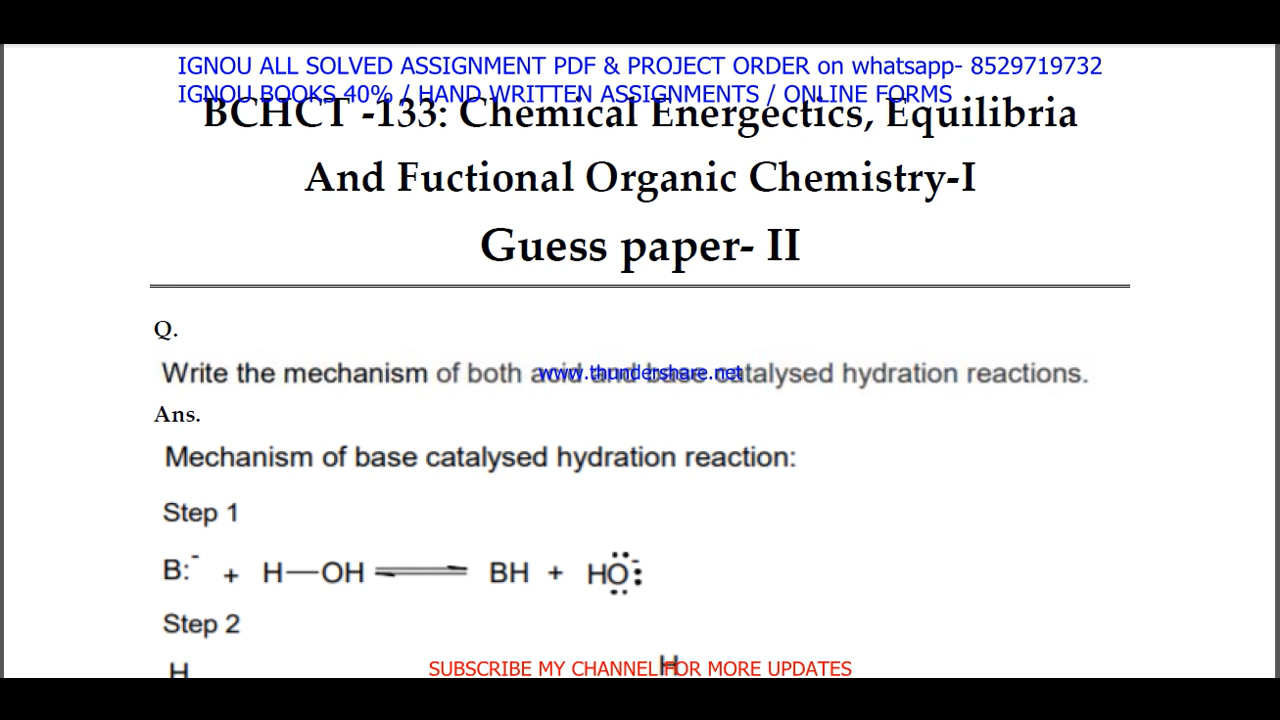 IGNOU ALL SOLVED ASSIGNMENT PDF & PROJECT ORDER on whatsapp- 8529719732
IGNOU BOOKS 40% / HAND WRITTEN ASSIGNMENTS / ONLINE FORMS
BCHCT -133: Chemical Energectics, Equilibria
And Fuctional Organic Chemistry-I
Guess paper- II
Q.
Write the mechanism of both acid and base catalysed hydration reactions.
www.thundershare.net
Ans.
Mechanism of base catalysed hydration reaction:
Step 1
B:⁻ + H—OH ⇌ BH + HO:⁻
Step 2
H H
SUBSCRIBE MY CHANNEL FOR MORE UPDATES